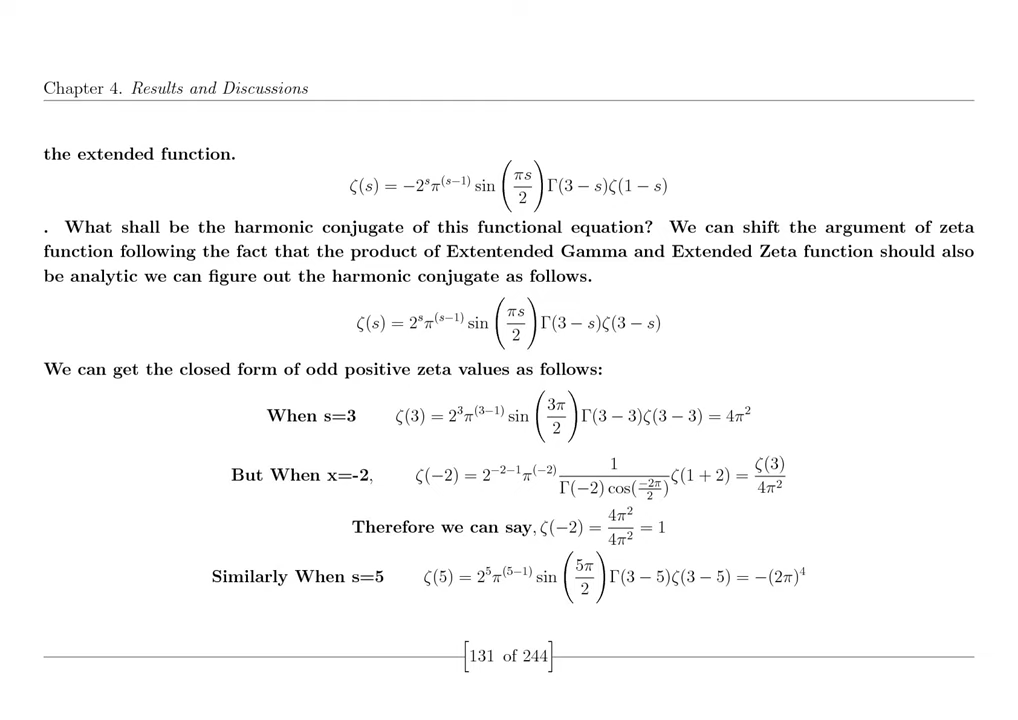 Chapter 4. Results and Discussions
the extended function.
ζ(s) = −2^s π^(s−1) sin(πs/2) Γ(3 − s)ζ(1 − s)
. What shall be the harmonic conjugate of this functional equation? We can shift the argument of zeta
function following the fact that the product of Extentended Gamma and Extended Zeta function should also
be analytic we can figure out the harmonic conjugate as follows.
ζ(s) = 2^s π^(s−1) sin(πs/2) Γ(3 − s)ζ(3 − s)
We can get the closed form of odd positive zeta values as follows:
When s=3 ζ(3) = 2^3 π^(3−1) sin(3π/2) Γ(3 − 3)ζ(3 − 3) = 4π^2
But When x=-2, ζ(−2) = 2^−2−1 π^(−2) 1/(Γ(−2) cos(−2π/2)) ζ(1 + 2) = ζ(3)/4π^2
Therefore we can say, ζ(−2) = 4π^2/4π^2 = 1
Similarly When s=5 ζ(5) = 2^5 π^(5−1) sin(5π/2) Γ(3 − 5)ζ(3 − 5) = −(2π)^4
[131 of 244]